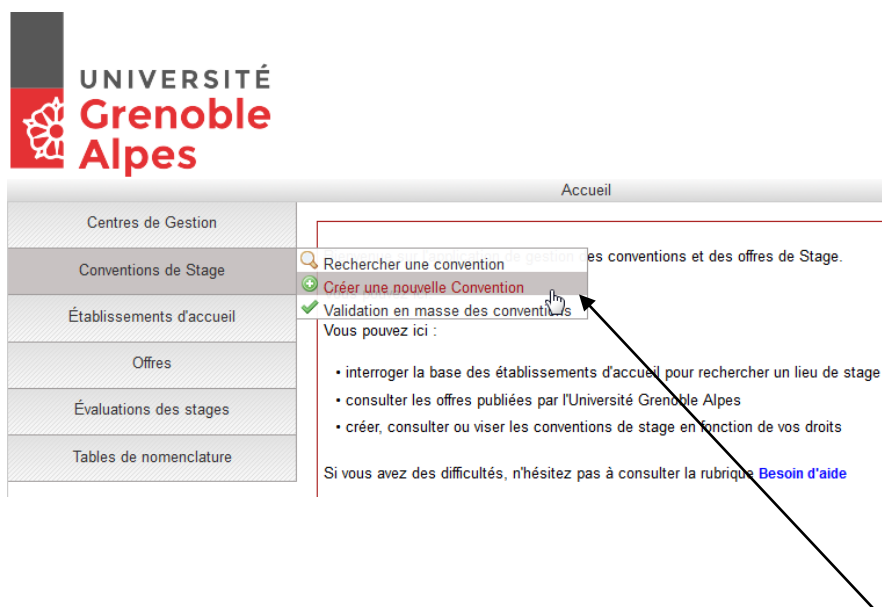 UNIVERSITÉ
Grenoble
Alpes
Accueil
Centres de Gestion
Conventions de Stage
Établissements d'accueil
Offres
Évaluations des stages
Tables de nomenclature
Rechercher une convention
Créer une nouvelle Convention
Validation en masse des conventions
de gestion des conventions et des offres de Stage.
Vous pouvez ici :
• interroger la base des établissements d'accueil pour rechercher un lieu de stage
• consulter les offres publiées par l'Université Grenoble Alpes
• créer, consulter ou viser les conventions de stage en fonction de vos droits
Si vous avez des difficultés, n'hésitez pas à consulter la rubrique Besoin d'aide